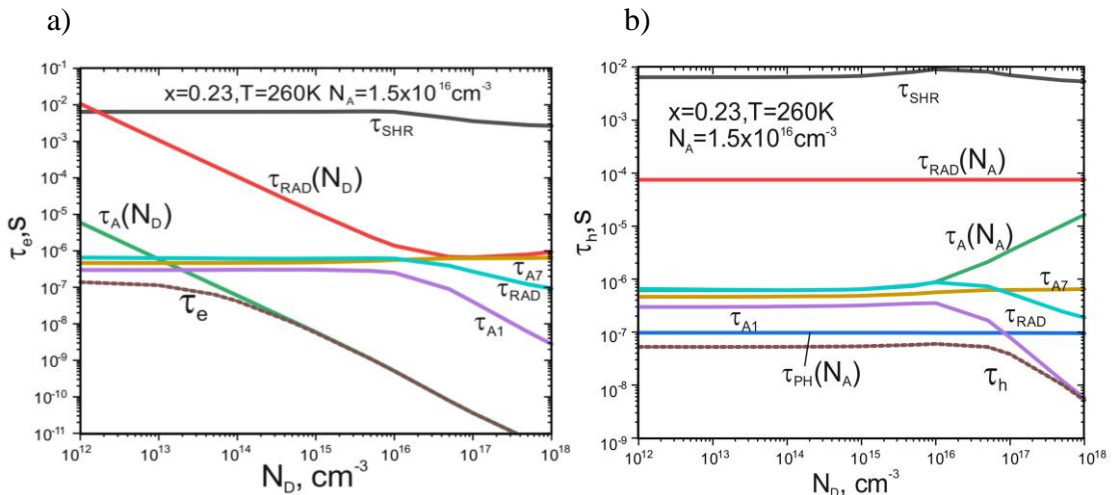 a)
b)
x=0.23,T=260K N_A=1.5x10^16cm^-3
τ_SHR
τ_RAD(N_D)
τ_A(N_D)
τ_A7
τ_RAD
τ_A1
τ_e
τ_e,s
10^-1
10^-2
10^-3
10^-4
10^-5
10^-6
10^-7
10^-8
10^-9
10^-10
10^-11
10^12 10^13 10^14 10^15 10^16 10^17 10^18
N_D, cm^-3
τ_SHR
x=0.23,T=260K
N_A=1.5x10^16cm^-3
τ_RAD(N_A)
τ_A(N_A)
τ_A7
τ_A1
τ_RAD
τ_PH(N_A)
τ_h
τ_h,s
10^-2
10^-3
10^-4
10^-5
10^-6
10^-7
10^-8
10^-9
10^12 10^13 10^14 10^15 10^16 10^17 10^18
N_D, cm^-3